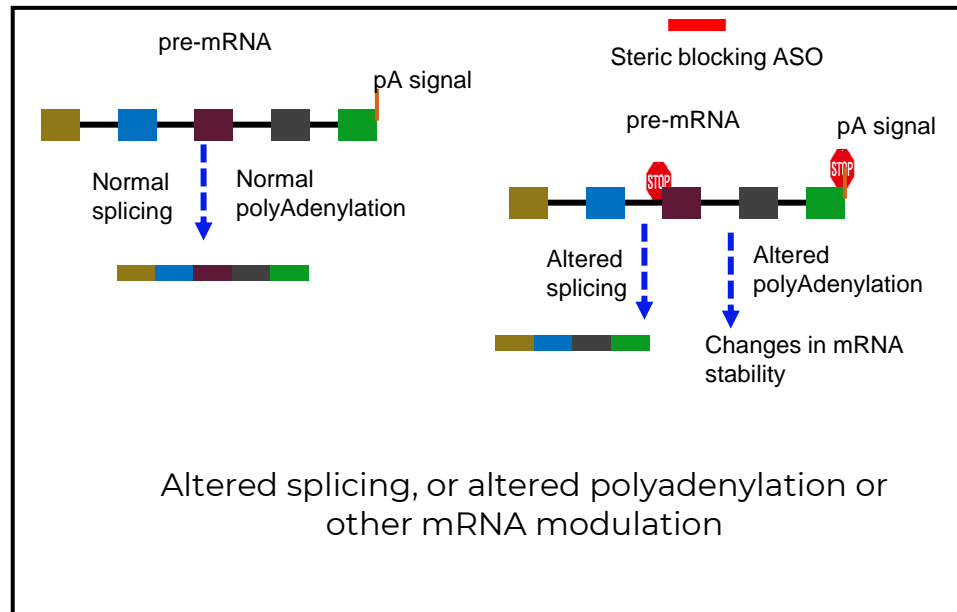 pre-mRNA
pA signal
Normal
splicing
Normal
polyAdenylation
Steric blocking ASO
pre-mRNA
pA signal
STOP
STOP
Altered
splicing
Altered
polyAdenylation
Changes in mRNA
stability
Altered splicing, or altered polyadenylation or
other mRNA modulation